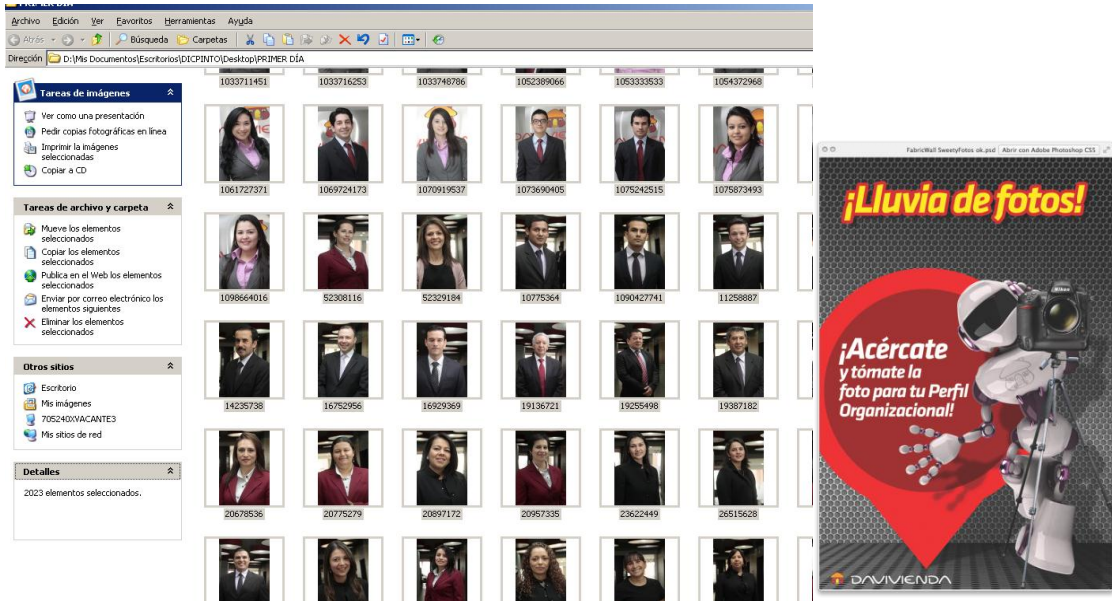 PRIMER DÍA
Archivo Edición Ver Favoritos Herramientas Ayuda
Atrás Búsqueda Carpetas
Dirección D:\Mis Documentos\Escritorios\DICPINTO\Desktop\PRIMER DÍA
Tareas de imágenes
Ver como una presentación
Pedir copias fotográficas en línea
Imprimir la imágenes
seleccionadas
Copiar a CD
Tareas de archivo y carpeta
Mueve los elementos
seleccionados
Copiar los elementos
seleccionados
Publica en el Web los elementos
seleccionados
Enviar por correo electrónico los
elementos siguientes
Eliminar los elementos
seleccionados
Otros sitios
Escritorio
Mis imágenes
705240XVACANTE3
Mis sitios de red
Detalles
2023 elementos seleccionados.
1033711451 1033716253 1033748786 1052389066 1053333533 1054372968
1061727371 1069724173 1070919537 1073690405 1075242515 1075873493
1098664016 52308116 52329184 10775364 1090427741 11258887
14235738 16752956 16929369 19136721 19255498 19387182
20678536 20775279 20897172 20957335 23622449 26515628
FabricWall SweetyFotos ok.psd Abrir con Adobe Photoshop CS5
¡Lluvia de fotos!
Nikon
¡Acércate
y tómate la
foto para tu Perfil
Organizacional!
DAVIVIENDA